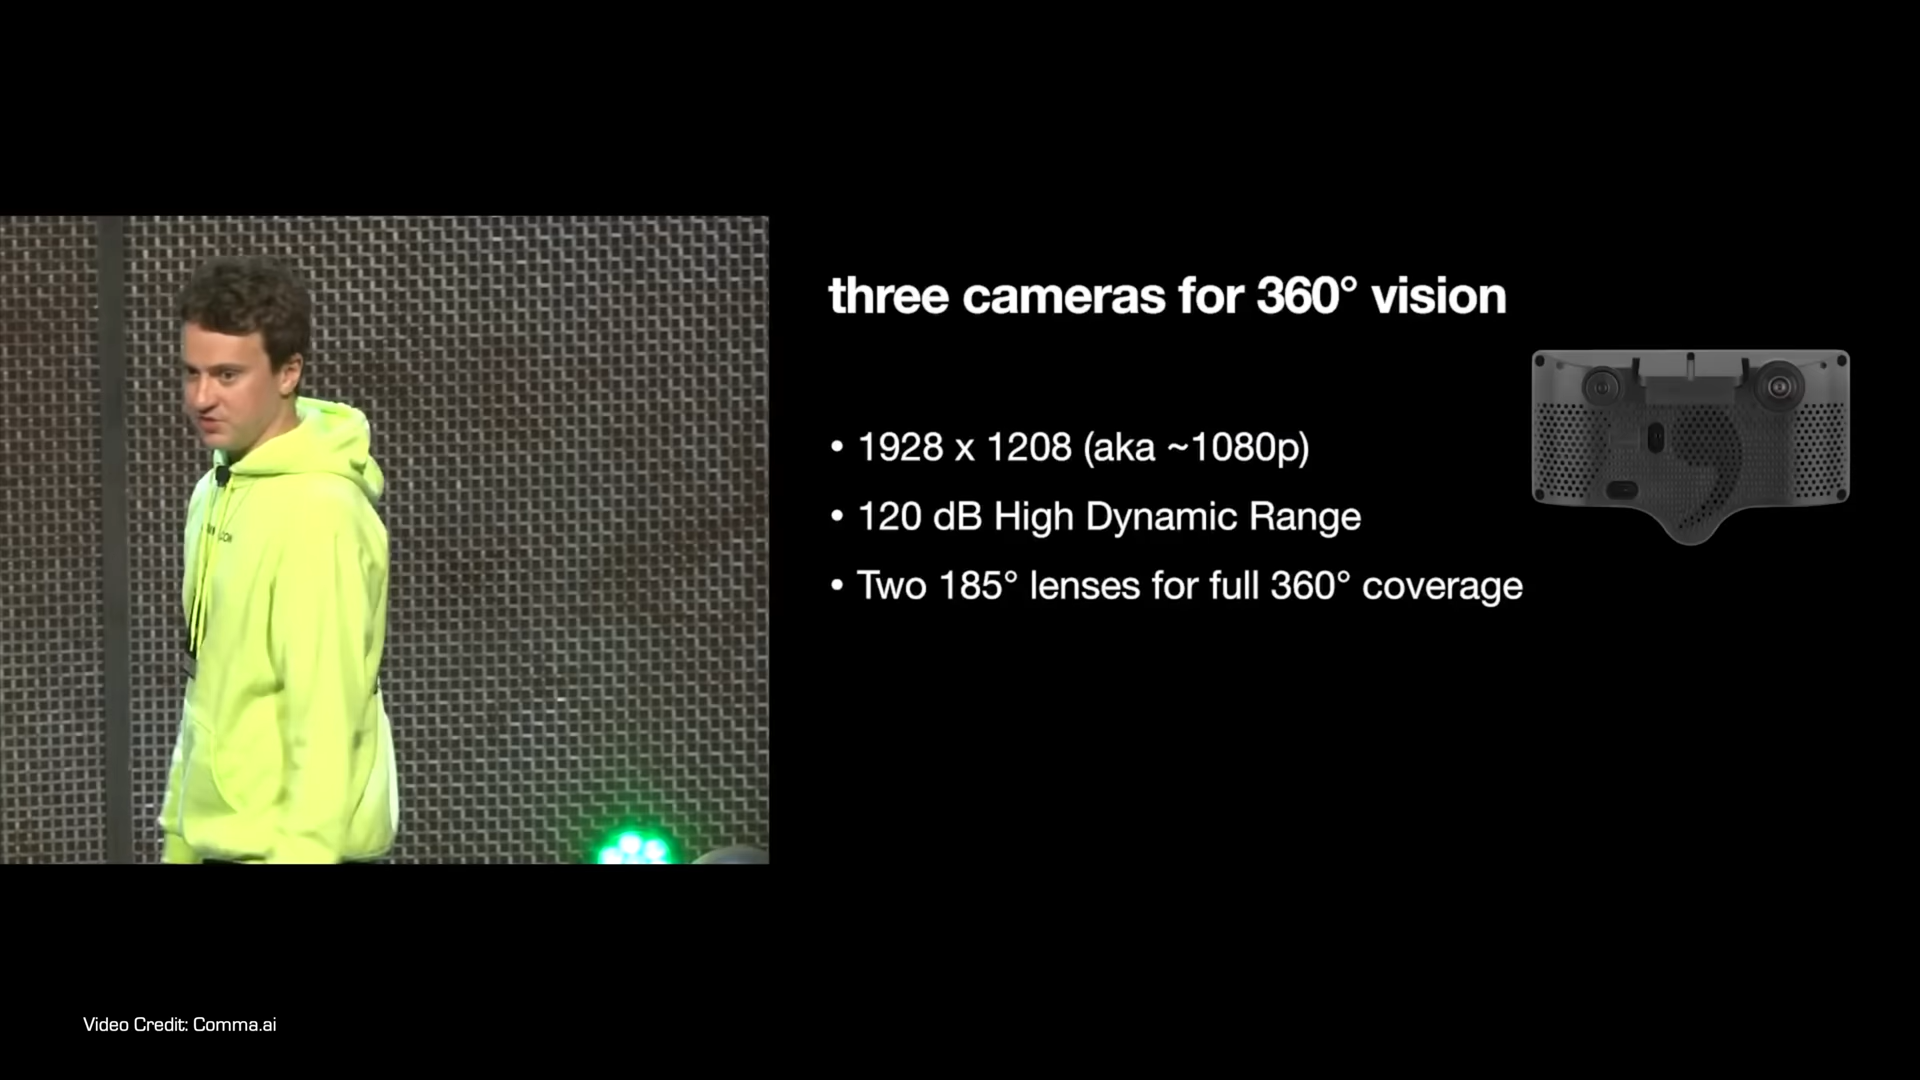 three cameras for 360° vision
• 1928 x 1208 (aka ~1080p)
• 120 dB High Dynamic Range
• Two 185° lenses for full 360° coverage
Video Credit: Comma.ai